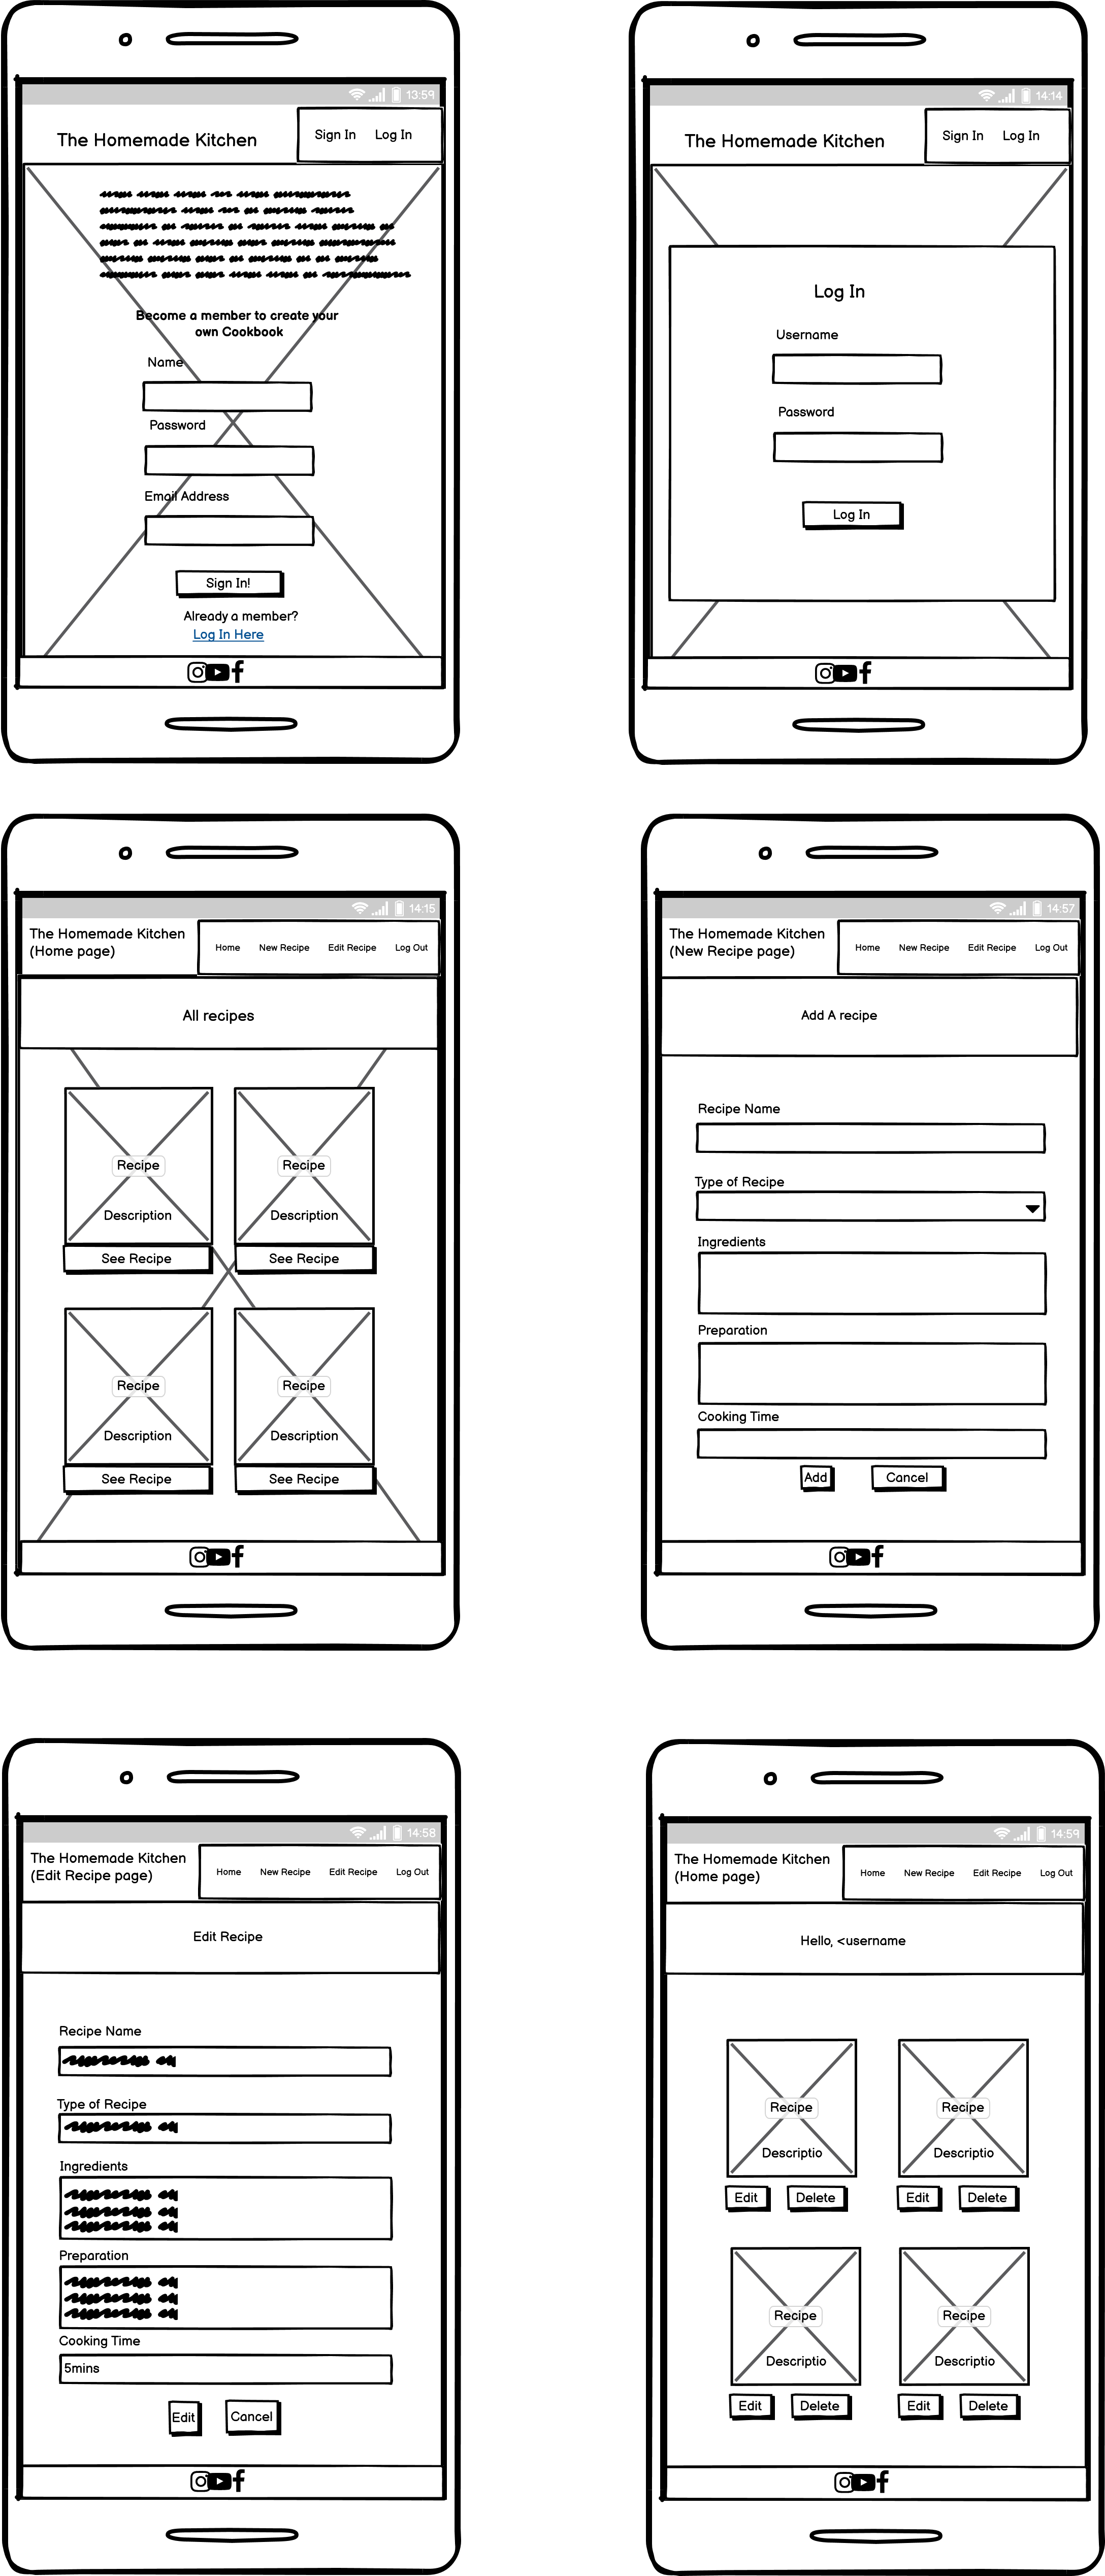 13:59
The Homemade Kitchen
Sign In Log In
Become a member to create your
own Cookbook
Name
Password
Email Address
Sign In!
Already a member?
Log In Here
14:14
The Homemade Kitchen
Sign In Log In
Log In
Username
Password
Log In
14:15
The Homemade Kitchen
(Home page)
Home New Recipe Edit Recipe Log Out
All recipes
Recipe Recipe
Description Description
See Recipe See Recipe
Recipe Recipe
Description Description
See Recipe See Recipe
14:57
The Homemade Kitchen
(New Recipe page)
Home New Recipe Edit Recipe Log Out
Add A recipe
Recipe Name
Type of Recipe
Ingredients
Preparation
Cooking Time
Add Cancel
14:58
The Homemade Kitchen
(Edit Recipe page)
Home New Recipe Edit Recipe Log Out
Edit Recipe
Recipe Name
Type of Recipe
Ingredients
Preparation
Cooking Time
5mins
Edit Cancel
14:59
The Homemade Kitchen
(Home page)
Home New Recipe Edit Recipe Log Out
Hello, <username
Recipe Recipe
Descriptio Descriptio
Edit Delete Edit Delete
Recipe Recipe
Descriptio Descriptio
Edit Delete Edit Delete